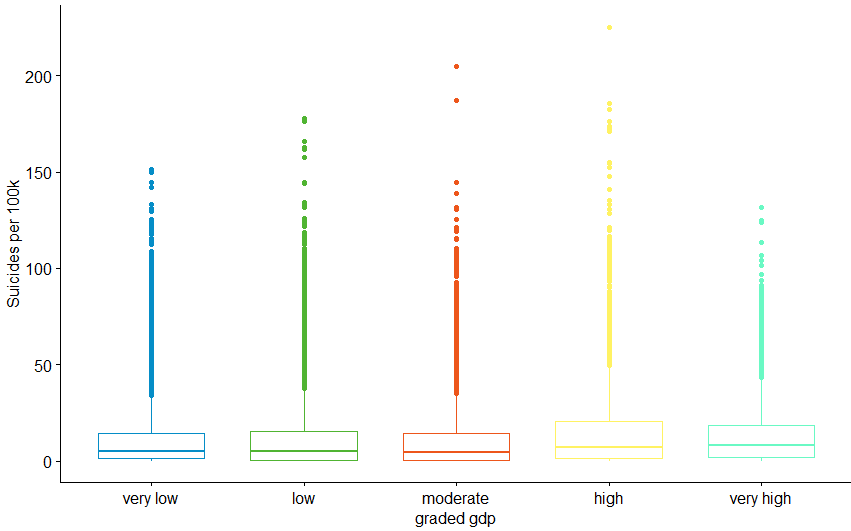 Suicides per 100k
200
150
100
50
0
very low low moderate high very high
graded gdp